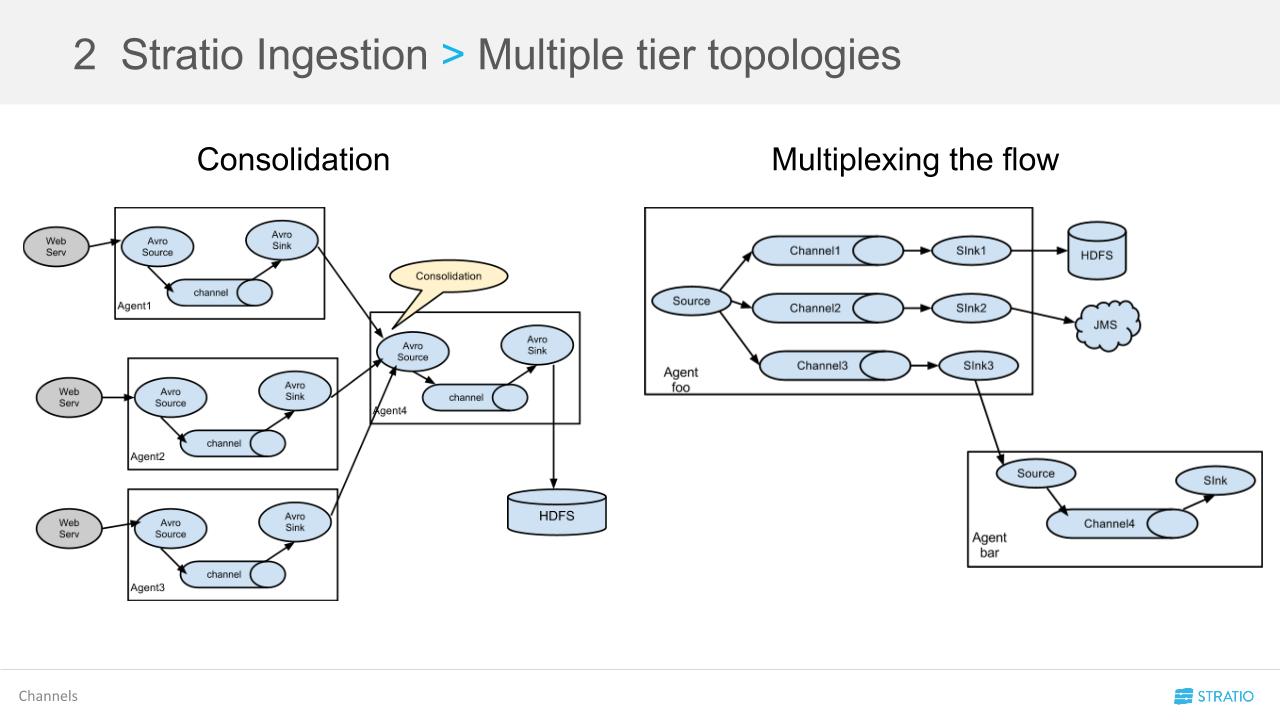 2 Stratio Ingestion > Multiple tier topologies
Consolidation
Web
Serv
Avro
Source
Avro
Sink
channel
Agent1
Web
Serv
Avro
Source
Avro
Sink
channel
Agent2
Web
Serv
Avro
Source
Avro
Sink
channel
Agent3
Consolidation
Avro
Source
Avro
Sink
channel
Agent4
HDFS
Multiplexing the flow
Source
Channel1
SInk1
HDFS
Channel2
SInk2
JMS
Channel3
SInk3
Agent
foo
Source
SInk
Channel4
Agent
bar
Channels
STRATIO